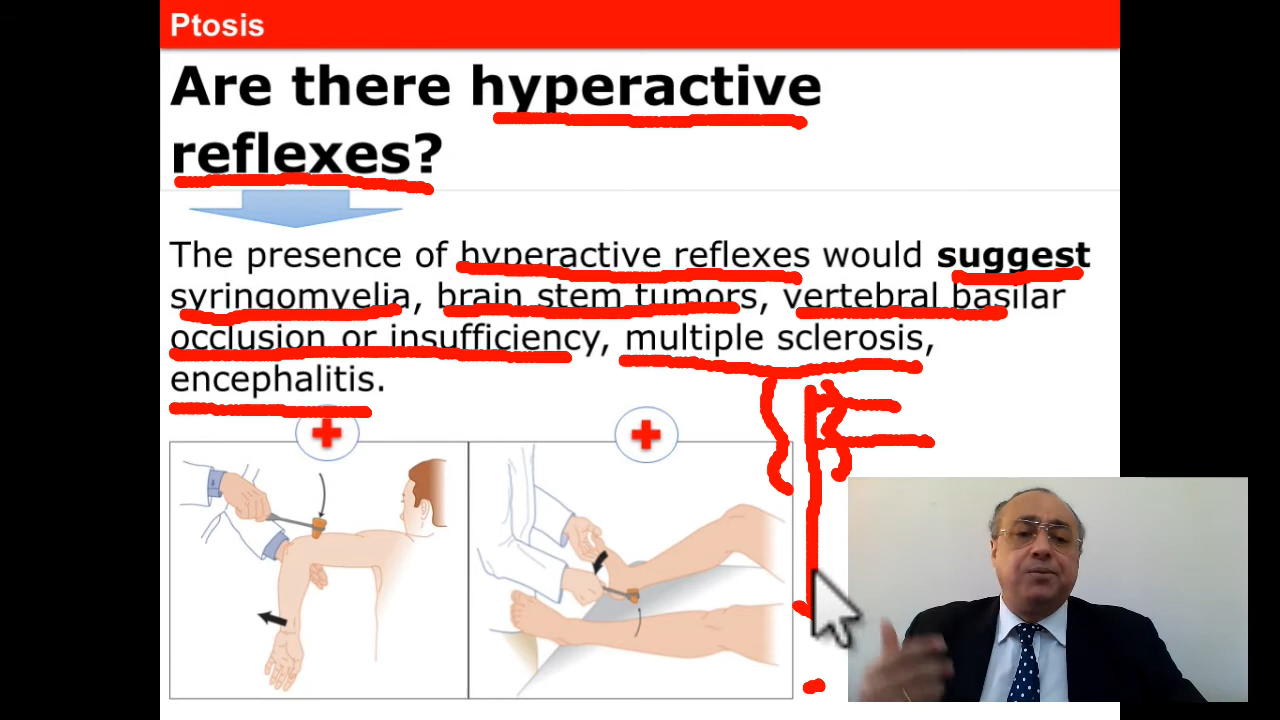 Ptosis
Are there hyperactive
reflexes?
The presence of hyperactive reflexes would suggest
syringomyelia, brain stem tumors, vertebral basilar
occlusion or insufficiency, multiple sclerosis,
encephalitis.